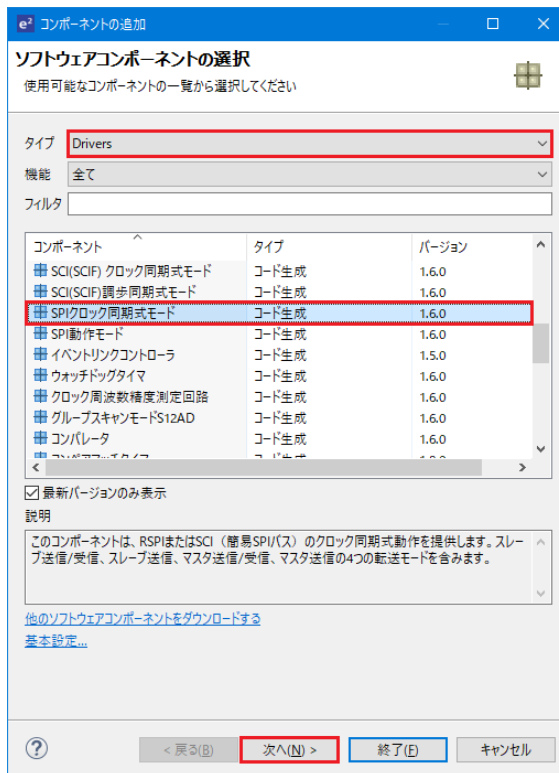 e² コンポーネントの追加
ソフトウェアコンポーネントの選択
使用可能なコンポーネントの一覧から選択してください
タイプ Drivers
機能 全て
フィルタ
コンポーネント タイプ バージョン
SCI(SCIF) クロック同期式モード コード生成 1.6.0
SCI(SCIF)調歩同期式モード コード生成 1.6.0
SPIクロック同期式モード コード生成 1.6.0
SPI動作モード コード生成 1.6.0
イベントリンクコントローラ コード生成 1.5.0
ウォッチドッグタイマ コード生成 1.6.0
クロック周波数精度測定回路 コード生成 1.6.0
グループスキャンモードS12AD コード生成 1.6.0
コンパレータ コード生成 1.6.0
最新バージョンのみ表示
説明
このコンポーネントは、RSPIまたはSCI（簡易SPIバス）のクロック同期式動作を提供します。スレー
ブ送信/受信、スレーブ送信、マスタ送信/受信、マスタ送信の4つの転送モードを含みます。
他のソフトウェアコンポーネントをダウンロードする
基本設定...
? < 戻る(B) 次へ(N) > 終了(F) キャンセル